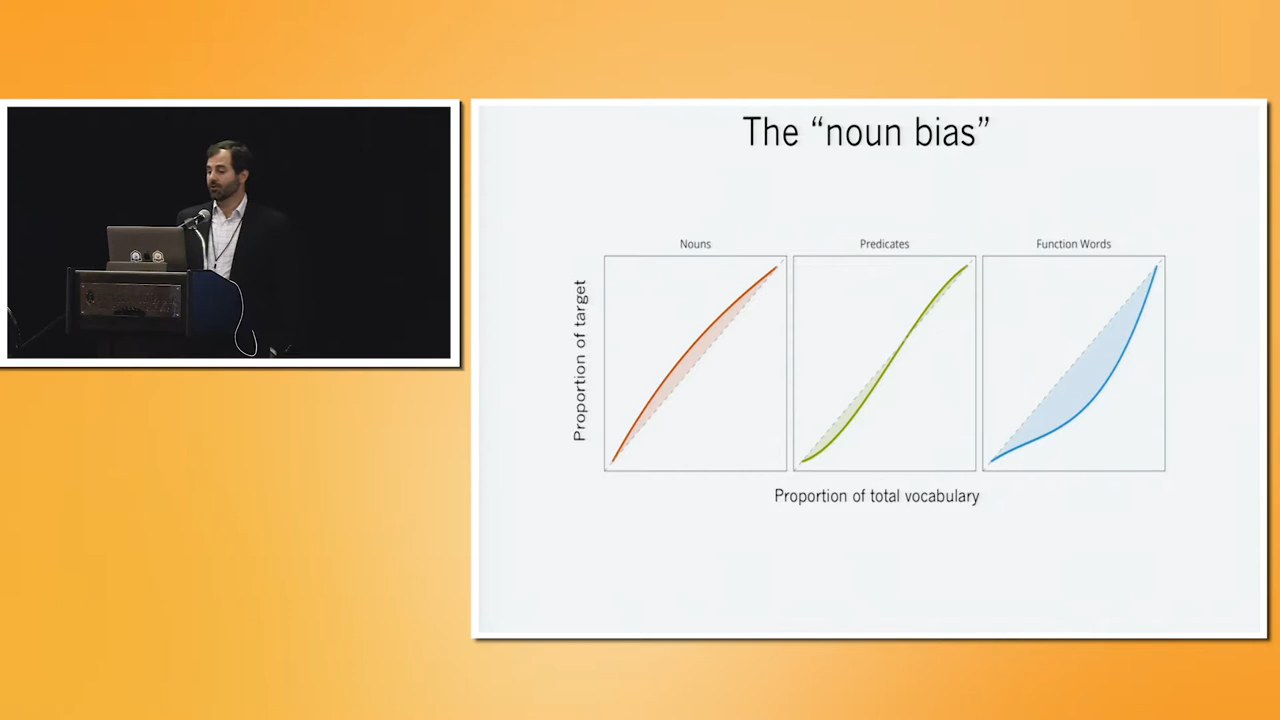 The “noun bias”
Nouns
Predicates
Function Words
Proportion of target
Proportion of total vocabulary